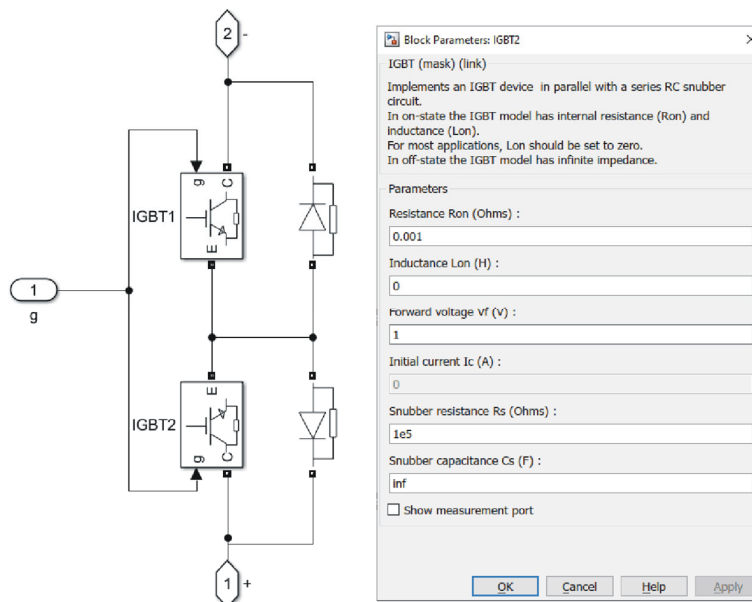 2
-
g
C
IGBT1
E
1
g
E
IGBT2
g
C
1
+
Block Parameters: IGBT2
IGBT (mask) (link)
Implements an IGBT device in parallel with a series RC snubber
circuit.
In on-state the IGBT model has internal resistance (Ron) and
inductance (Lon).
For most applications, Lon should be set to zero.
In off-state the IGBT model has infinite impedance.
Parameters
Resistance Ron (Ohms) :
0.001
Inductance Lon (H) :
0
Forward voltage Vf (V) :
1
Initial current Ic (A) :
0
Snubber resistance Rs (Ohms) :
1e5
Snubber capacitance Cs (F) :
inf
Show measurement port
OK Cancel Help Apply